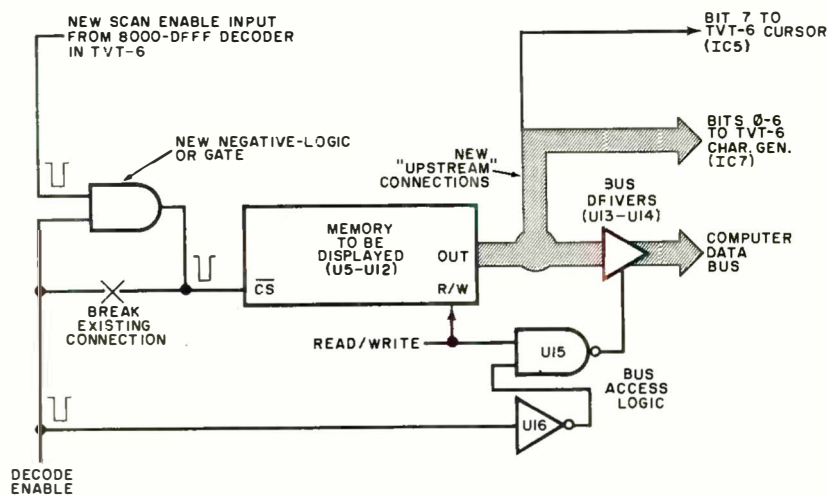 NEW SCAN ENABLE INPUT
FROM 8000-DFFF DECODER
IN TVT-6
BIT 7 TO
TVT-6 CURSOR
(IC5)
NEW NEGATIVE-LOGIC
OR GATE
BITS Ø-6
TO TVT-6
CHAR. GEN.
(IC7)
NEW
"UPSTREAM"
CONNECTIONS
BUS
DRIVERS
(U13-U14)
MEMORY
TO BE
DISPLAYED
(U5-U12)
OUT
CS
R/W
COMPUTER
DATA
BUS
BREAK
EXISTING
CONNECTION
READ/WRITE
U15
BUS
ACCESS
LOGIC
U16
DECODE
ENABLE